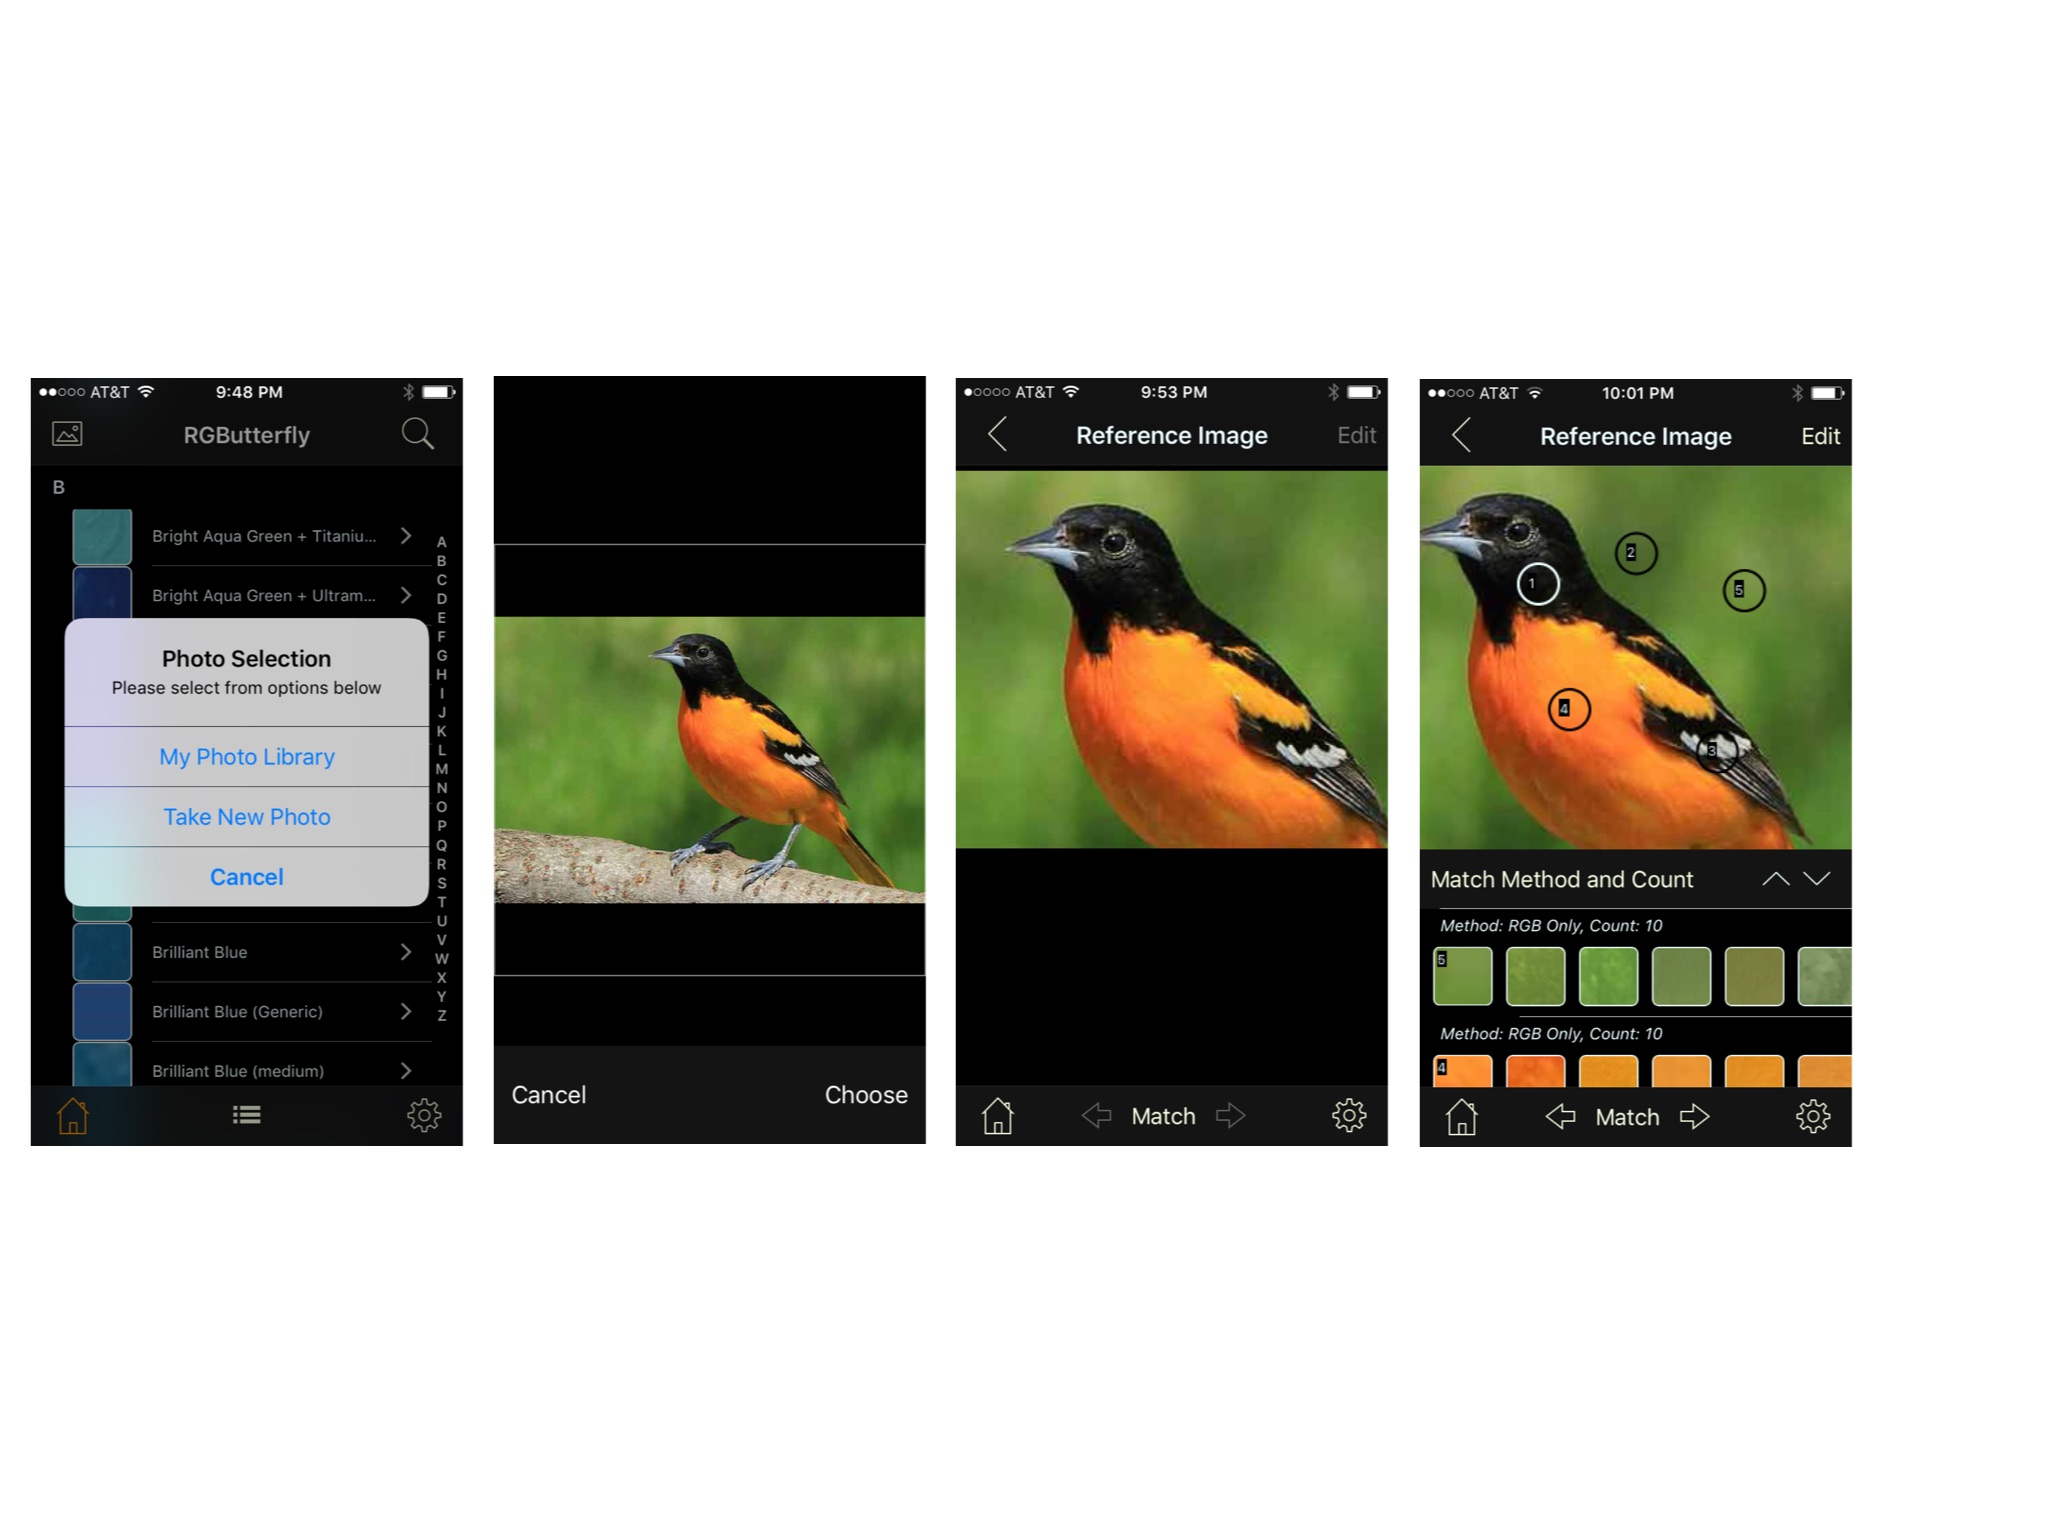 AT&T 9:48 PM
RGButterfly
B
Bright Aqua Green + Titaniu...
Bright Aqua Green + Ultram...
Photo Selection
Please select from options below
My Photo Library
Take New Photo
Cancel
Brilliant Blue
Brilliant Blue (Generic)
Brilliant Blue (medium)
A
B
C
D
E
F
G
H
I
J
K
L
M
N
O
P
Q
R
S
T
U
V
W
X
Y
Z
Cancel Choose
AT&T 9:53 PM
Reference Image Edit
Match
AT&T 10:01 PM
Reference Image Edit
2
1
5
4
3
Match Method and Count
Method: RGB Only, Count: 10
5
Method: RGB Only, Count: 10
4
Match